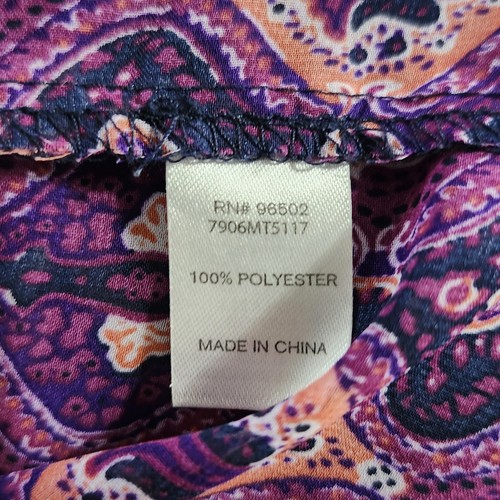 RN# 96502
7906MT5117
100% POLYESTER
MADE IN CHINA